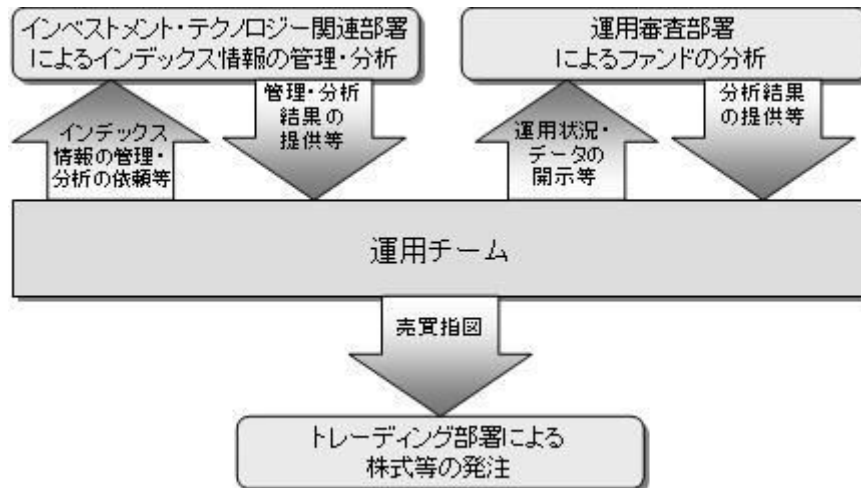 インベストメント・テクノロジー関連部署
によるインデックス情報の管理・分析
運用審査部署
によるファンドの分析
インデックス
情報の管理・
分析の依頼等
管理・分析
結果の
提供等
運用状況・
データの
開示等
分析結果
の提供等
運用チーム
売買指図
トレーディング部署による
株式等の発注